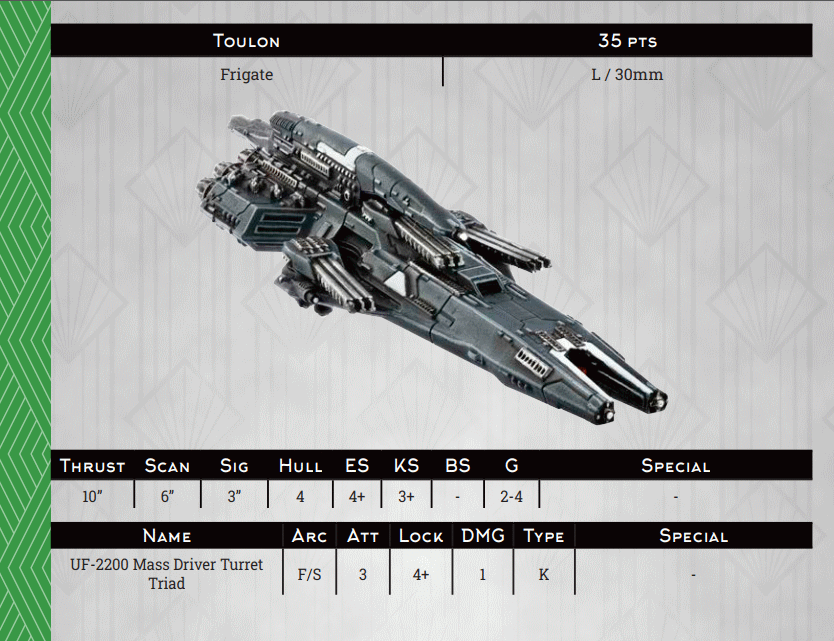 Toulon 35 pts
Frigate L / 30mm
Thrust Scan Sig Hull ES KS BS G Special
10” 6” 3” 4 4+ 3+ - 2-4 -
Name Arc Att Lock DMG Type Special
UF-2200 Mass Driver Turret
Triad F/S 3 4+ 1 K -